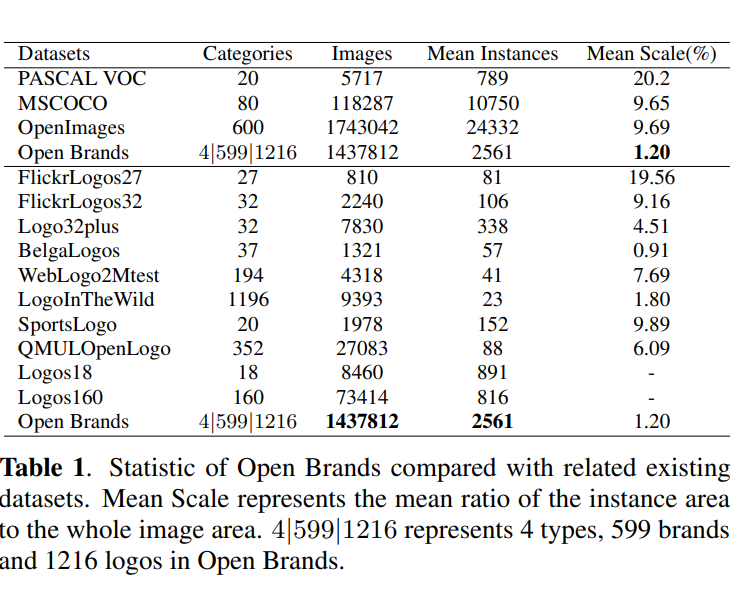 Datasets Categories Images Mean Instances Mean Scale(%)
PASCAL VOC 20 5717 789 20.2
MSCOCO 80 118287 10750 9.65
OpenImages 600 1743042 24332 9.69
Open Brands 4|599|1216 1437812 2561 1.20
FlickrLogos27 27 810 81 19.56
FlickrLogos32 32 2240 106 9.16
Logo32plus 32 7830 338 4.51
BelgaLogos 37 1321 57 0.91
WebLogo2Mtest 194 4318 41 7.69
LogoInTheWild 1196 9393 23 1.80
SportsLogo 20 1978 152 9.89
QMULOpenLogo 352 27083 88 6.09
Logos18 18 8460 891 -
Logos160 160 73414 816 -
Open Brands 4|599|1216 1437812 2561 1.20
Table 1. Statistic of Open Brands compared with related existing
datasets. Mean Scale represents the mean ratio of the instance area
to the whole image area. 4|599|1216 represents 4 types, 599 brands
and 1216 logos in Open Brands.